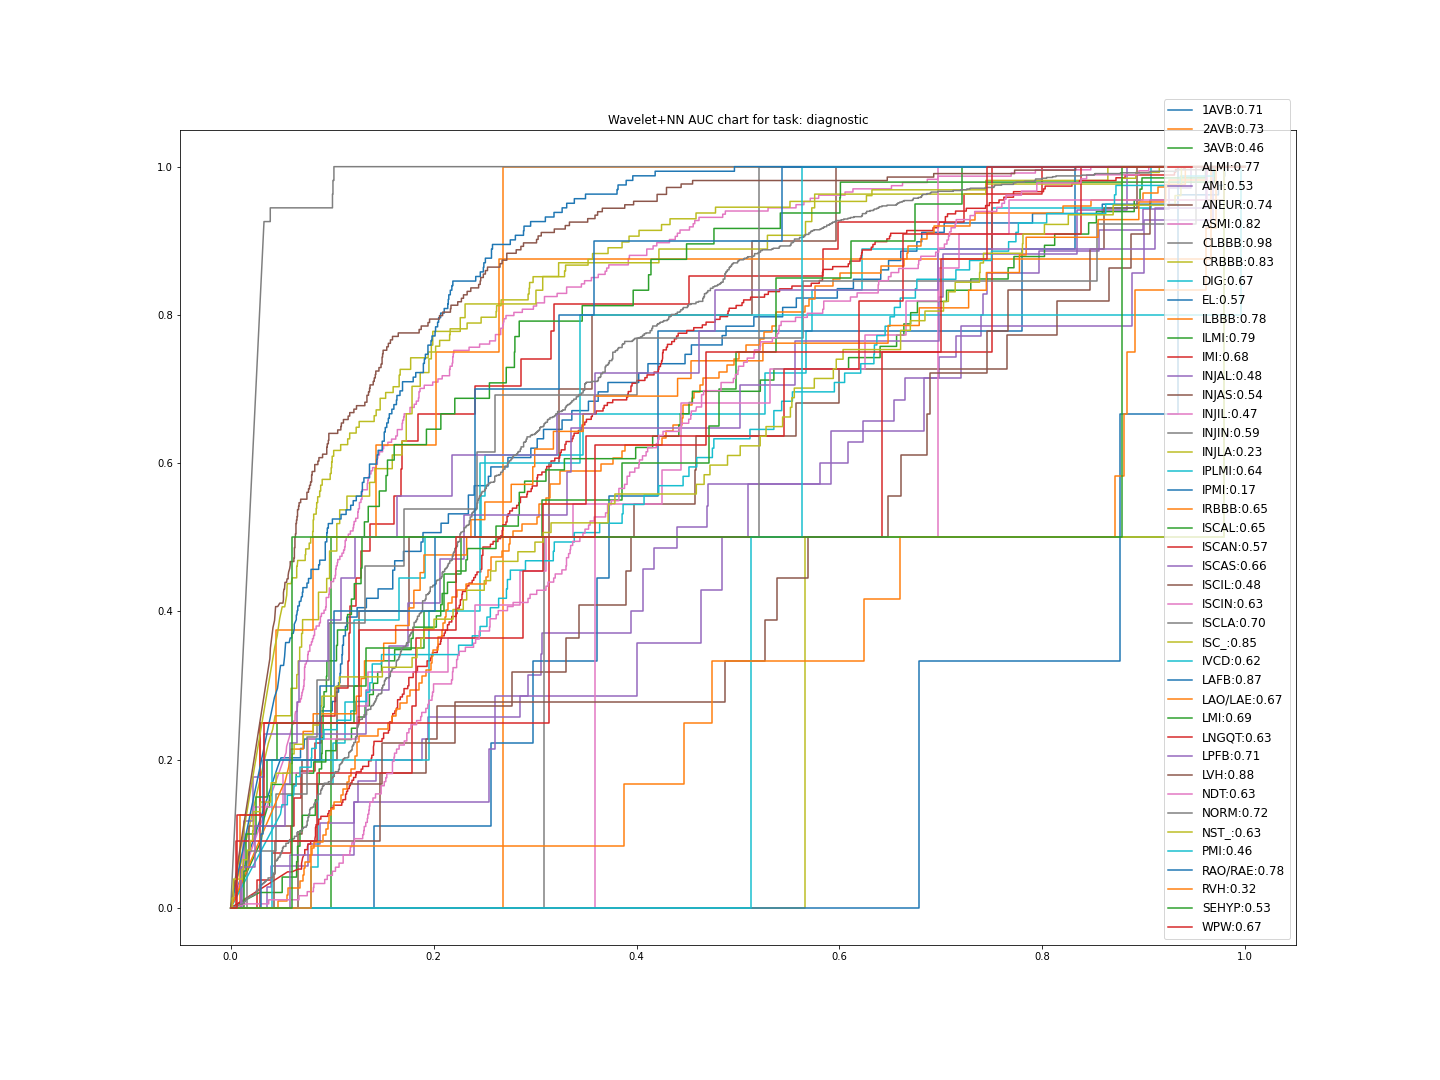 Wavelet+NN AUC chart for task: diagnostic
1.0
0.8
0.6
0.4
0.2
0.0
0.0
0.2
0.4
0.6
0.8
1.0
1AVB:0.71
2AVB:0.73
3AVB:0.46
ALMI:0.77
AMI:0.53
ANEUR:0.74
ASMI:0.82
CLBBB:0.98
CRBBB:0.83
DIG:0.67
EL:0.57
ILBBB:0.78
ILMI:0.79
IMI:0.68
INJAL:0.48
INJAS:0.54
INJIL:0.47
INJIN:0.59
INJLA:0.23
IPLMI:0.64
IPMI:0.17
IRBBB:0.65
ISCAL:0.65
ISCAN:0.57
ISCAS:0.66
ISCIL:0.48
ISCIN:0.63
ISCLA:0.70
ISC_:0.85
IVCD:0.62
LAFB:0.87
LAO/LAE:0.67
LMI:0.69
LNGQT:0.63
LPFB:0.71
LVH:0.88
NDT:0.63
NORM:0.72
NST_:0.63
PMI:0.46
RAO/RAE:0.78
RVH:0.32
SEHYP:0.53
WPW:0.67